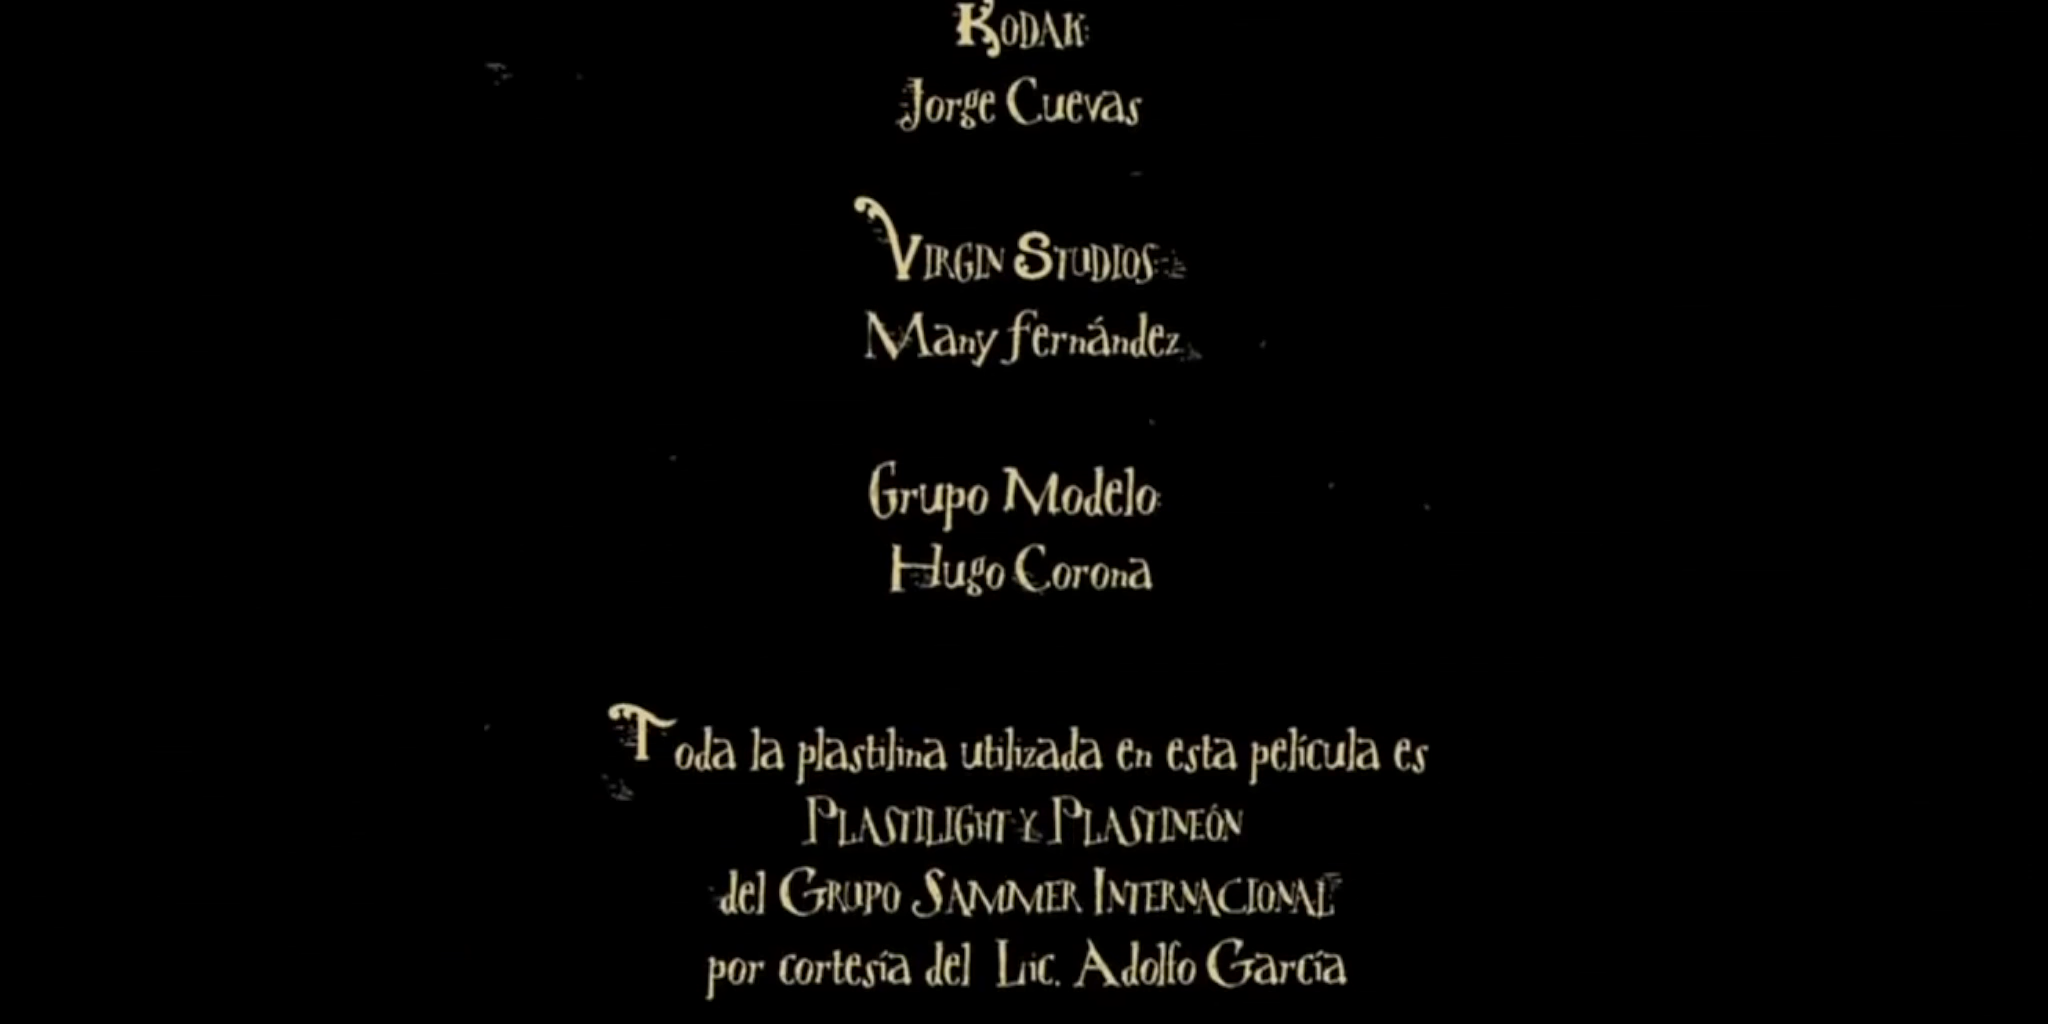 KODAK:
Jorge Cuevas
VIRGIN STUDIOS:
Many fernández
Grupo Modelo:
Hugo Corona
Toda la plastilina utilizada en esta película es
PLASTILIGHT Y PLASTINEÓN
del GRUPO SAMMER INTERNACIONAL
por cortesía del Lic. Adolfo García